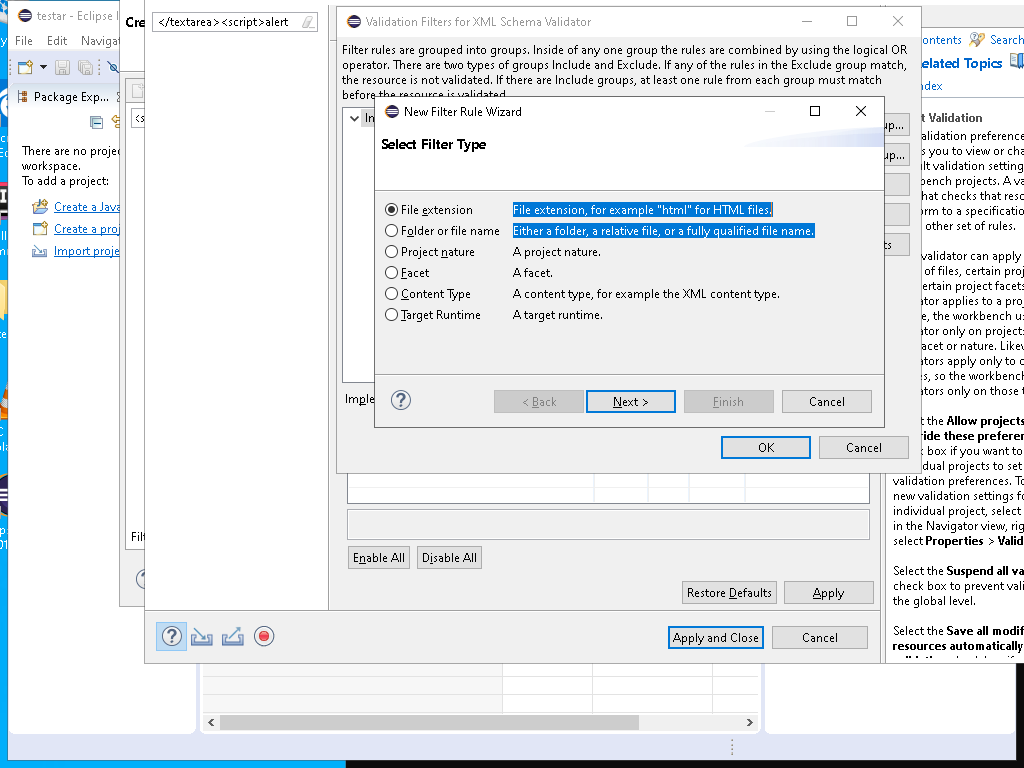 testar - Eclipse I
File Edit Naviga
Package Exp...
There are no proje
workspace.
To add a project:
Create a Java
Create a proj
Import proje
Cre
</textarea><script>alert
Validation Filters for XML Schema Validator
Filter rules are grouped into groups. Inside of any one group the rules are combined by using the logical OR
operator. There are two types of groups Include and Exclude. If any of the rules in the Exclude group match,
the resource is not validated. If there are Include groups, at least one rule from each group must match
before the resource is validated.
New Filter Rule Wizard
Select Filter Type
File extension File extension, for example "html" for HTML files.
Folder or file name Either a folder, a relative file, or a fully qualified file name.
Project nature A project nature.
Facet A facet.
Content Type A content type, for example the XML content type.
Target Runtime A target runtime.
< Back Next > Finish Cancel
OK Cancel
Enable All Disable All
Restore Defaults Apply
Apply and Close Cancel
ontents Search
elated Topics
dex
t Validation
alidation preference
s you to view or cha
ult validation setting
bench projects. A va
hat checks that reso
orm to a specification
other set of rules.
validator can apply
of files, certain proj
ertain project facets
ator applies to a proj
e, the workbench u
ator only on projects
acet or nature. Likev
ators apply only to c
s, so the workbench
ators only on those t
t the Allow projects
ride these preferen
box if you want to
dual projects to set
validation preferences. To
new validation settings fo
individual project, select
in the Navigator view, rig
select Properties > Valid
Select the Suspend all va
check box to prevent vali
the global level.
Select the Save all modif
resources automatically